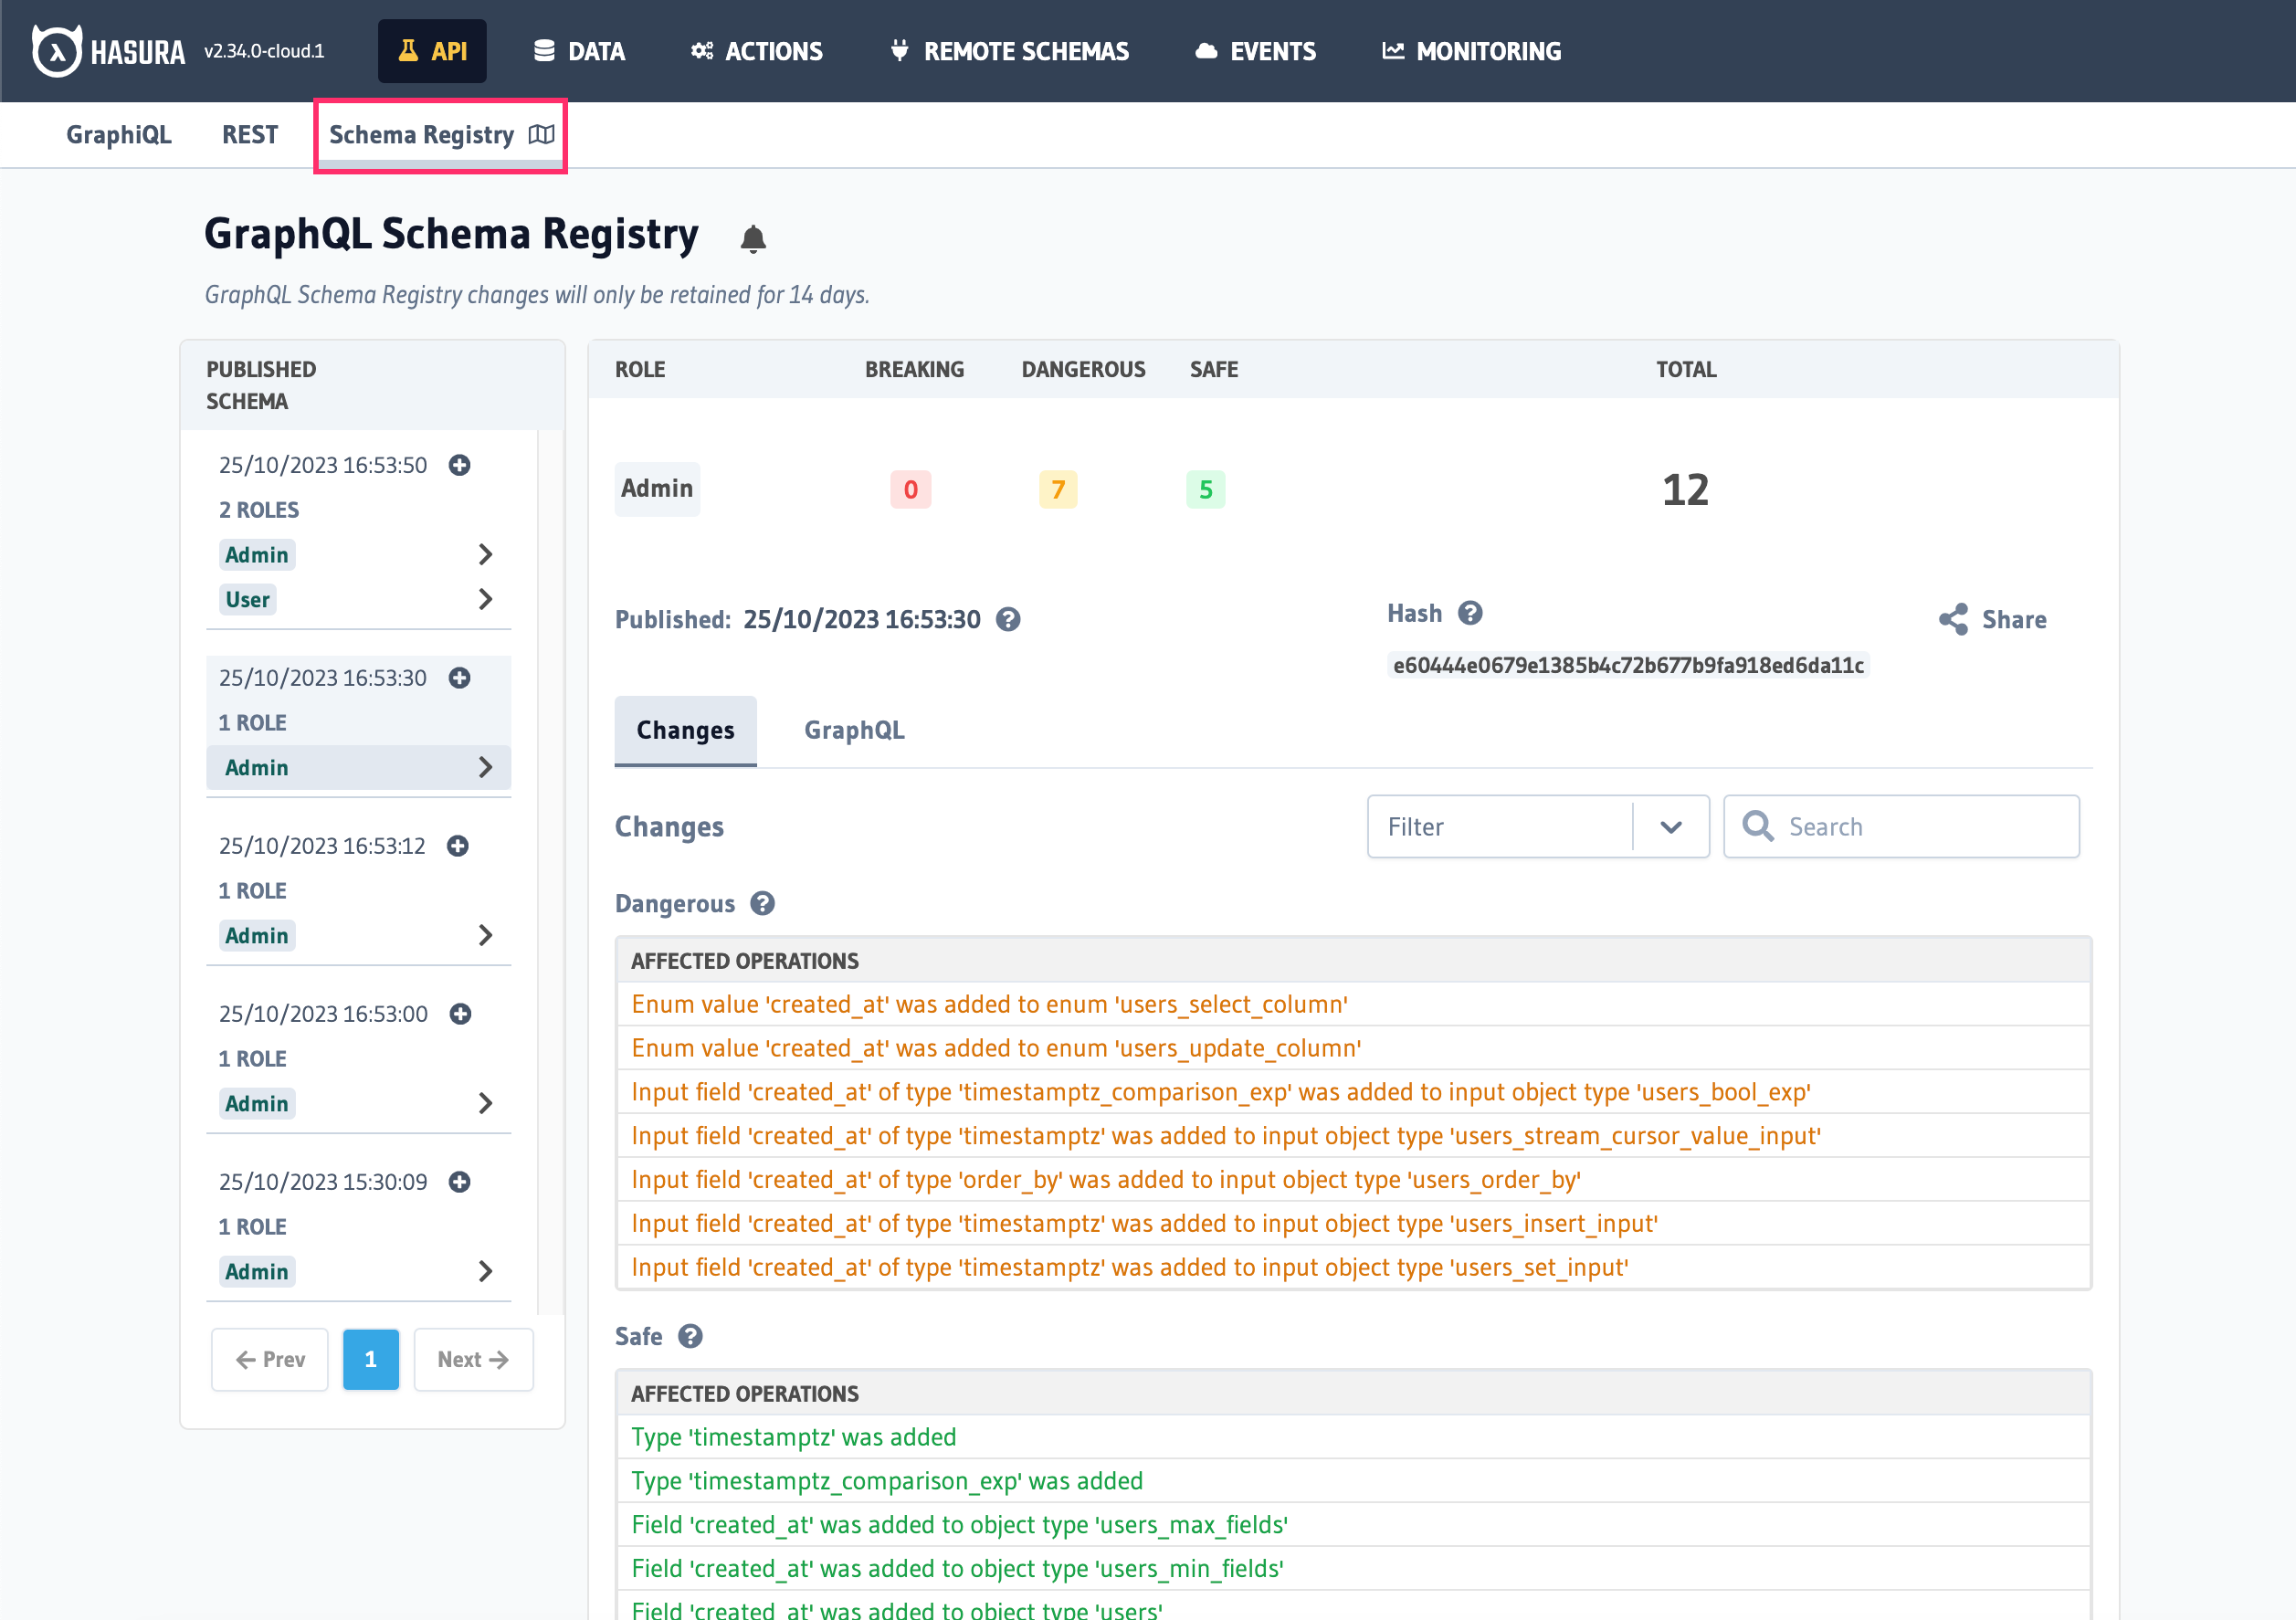 HASURA v2.34.0-cloud.1 API DATA ACTIONS REMOTE SCHEMAS EVENTS MONITORING
GraphiQL REST Schema Registry
GraphQL Schema Registry
GraphQL Schema Registry changes will only be retained for 14 days.
PUBLISHED
SCHEMA
25/10/2023 16:53:50
2 ROLES
Admin
User
25/10/2023 16:53:30
1 ROLE
Admin
25/10/2023 16:53:12
1 ROLE
Admin
25/10/2023 16:53:00
1 ROLE
Admin
25/10/2023 15:30:09
1 ROLE
Admin
Prev 1 Next
ROLE BREAKING DANGEROUS SAFE TOTAL
Admin 0 7 5 12
Published: 25/10/2023 16:53:30
Hash
e60444e0679e1385b4c72b677b9fa918ed6da11c
Share
Changes GraphQL
Changes
Filter
Search
Dangerous
AFFECTED OPERATIONS
Enum value 'created_at' was added to enum 'users_select_column'
Enum value 'created_at' was added to enum 'users_update_column'
Input field 'created_at' of type 'timestamptz_comparison_exp' was added to input object type 'users_bool_exp'
Input field 'created_at' of type 'timestamptz' was added to input object type 'users_stream_cursor_value_input'
Input field 'created_at' of type 'order_by' was added to input object type 'users_order_by'
Input field 'created_at' of type 'timestamptz' was added to input object type 'users_insert_input'
Input field 'created_at' of type 'timestamptz' was added to input object type 'users_set_input'
Safe
AFFECTED OPERATIONS
Type 'timestamptz' was added
Type 'timestamptz_comparison_exp' was added
Field 'created_at' was added to object type 'users_max_fields'
Field 'created_at' was added to object type 'users_min_fields'
Field 'created_at' was added to object type 'users'